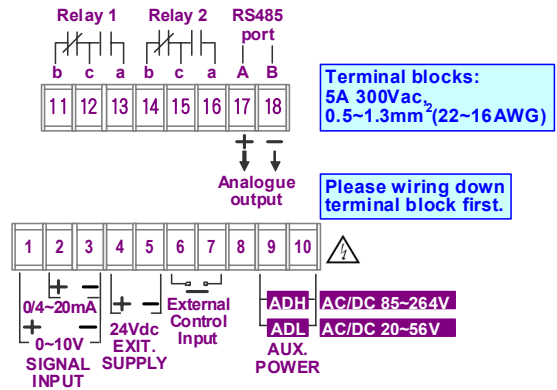 Relay 1 Relay 2 RS485
port
b c a b c a A B
11 12 13 14 15 16 17 18
Terminal blocks:
5A 300Vac,
0.5~1.3mm²(22~16AWG)
+ −
Analogue
output
Please wiring down
terminal block first.
1 2 3 4 5 6 7 8 9 10
+ −
0/4~20mA
+ −
0~10V
SIGNAL
INPUT
+ −
24Vdc
EXIT.
SUPPLY
External
Control
Input
ADH AC/DC 85~264V
ADL AC/DC 20~56V
AUX.
POWER